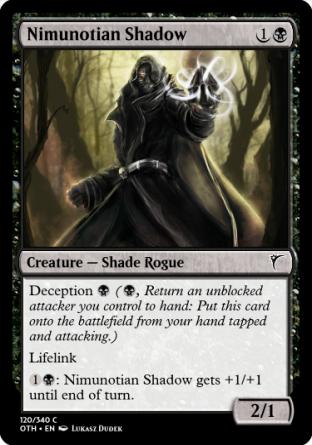 Nimunotian Shadow 1
Creature — Shade Rogue
Deception (, Return an unblocked
attacker you control to hand: Put this card
onto the battlefield from your hand tapped
and attacking.)
Lifelink
1: Nimunotian Shadow gets +1/+1
until end of turn.
2/1
120/340 C
OTH • EN Lukasz Dudek